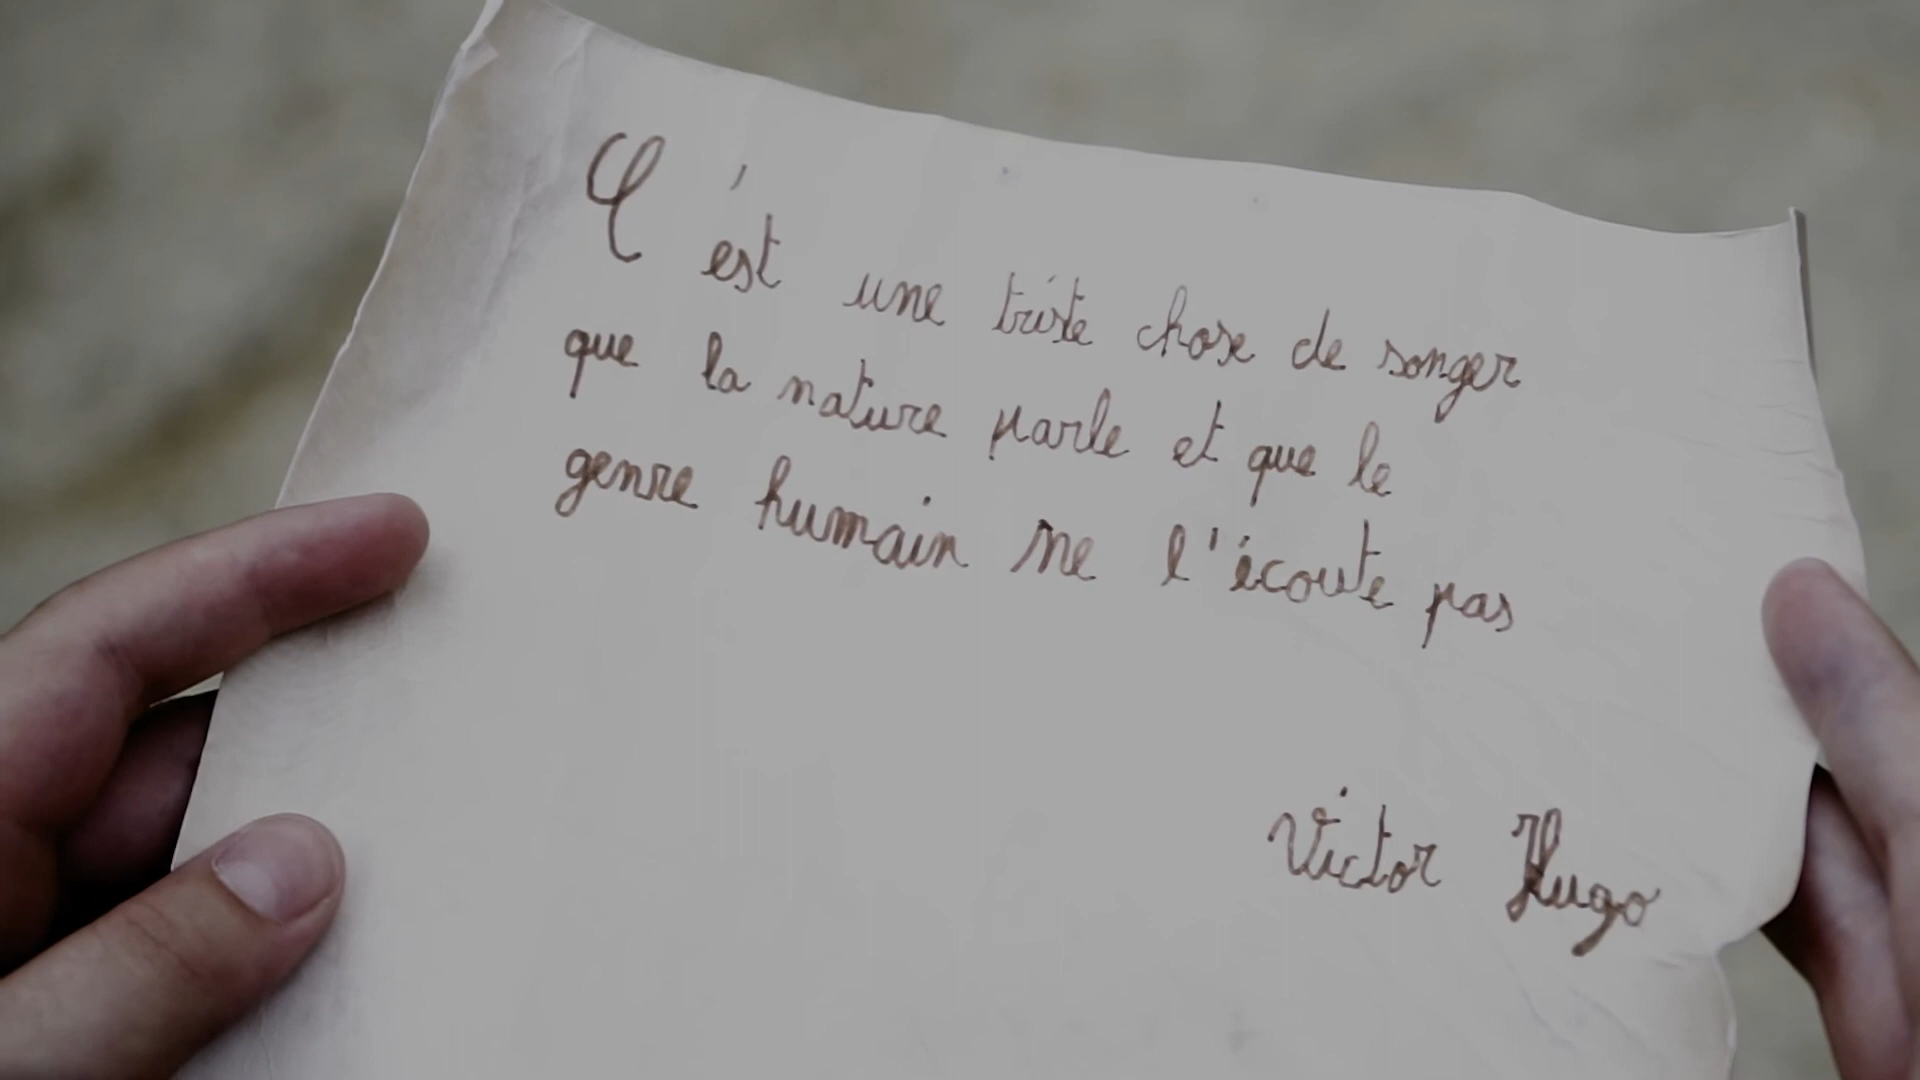 C'est une triste chose de songer
que la nature parle et que le
genre humain ne l'écoute pas
Victor Hugo